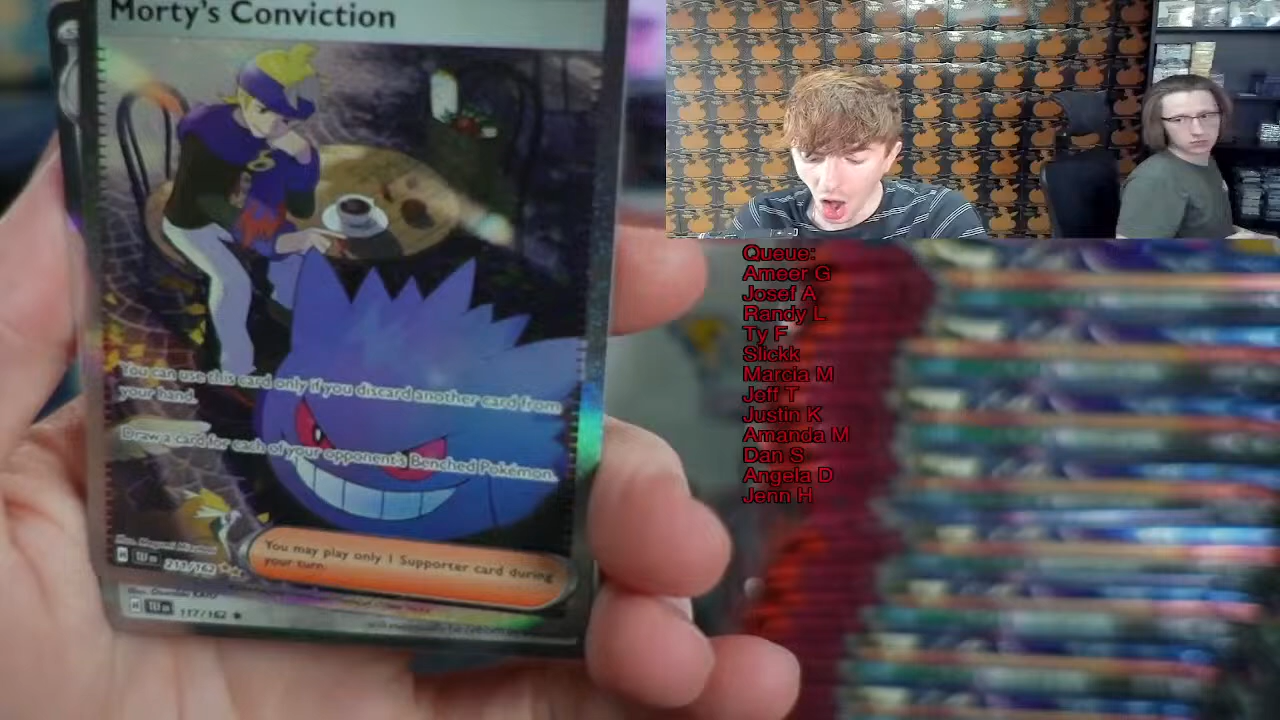 Morty's Conviction
You can use this card only if you discard another card from
your hand.
Draw a card for each of your opponent's Benched Pokémon.
You may play only 1 Supporter card during
your turn.
211/162
117/162
Queue:
Ameer G
Josef A
Randy L
Ty F
Slickk
Marcia M
Jeff T
Justin K
Amanda M
Dan S
Angela D
Jenn H